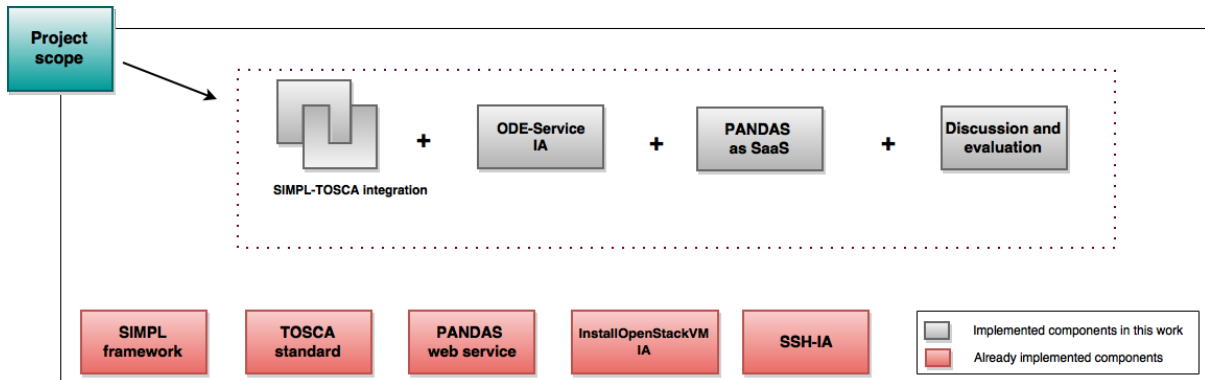 Project
scope
ODE-Service
IA
PANDAS
as SaaS
Discussion and
evaluation
+
+
+
SIMPL-TOSCA integration
SIMPL
framework
TOSCA
standard
PANDAS
web service
InstallOpenStackVM
IA
SSH-IA
Implemented components in this work
Already implemented components